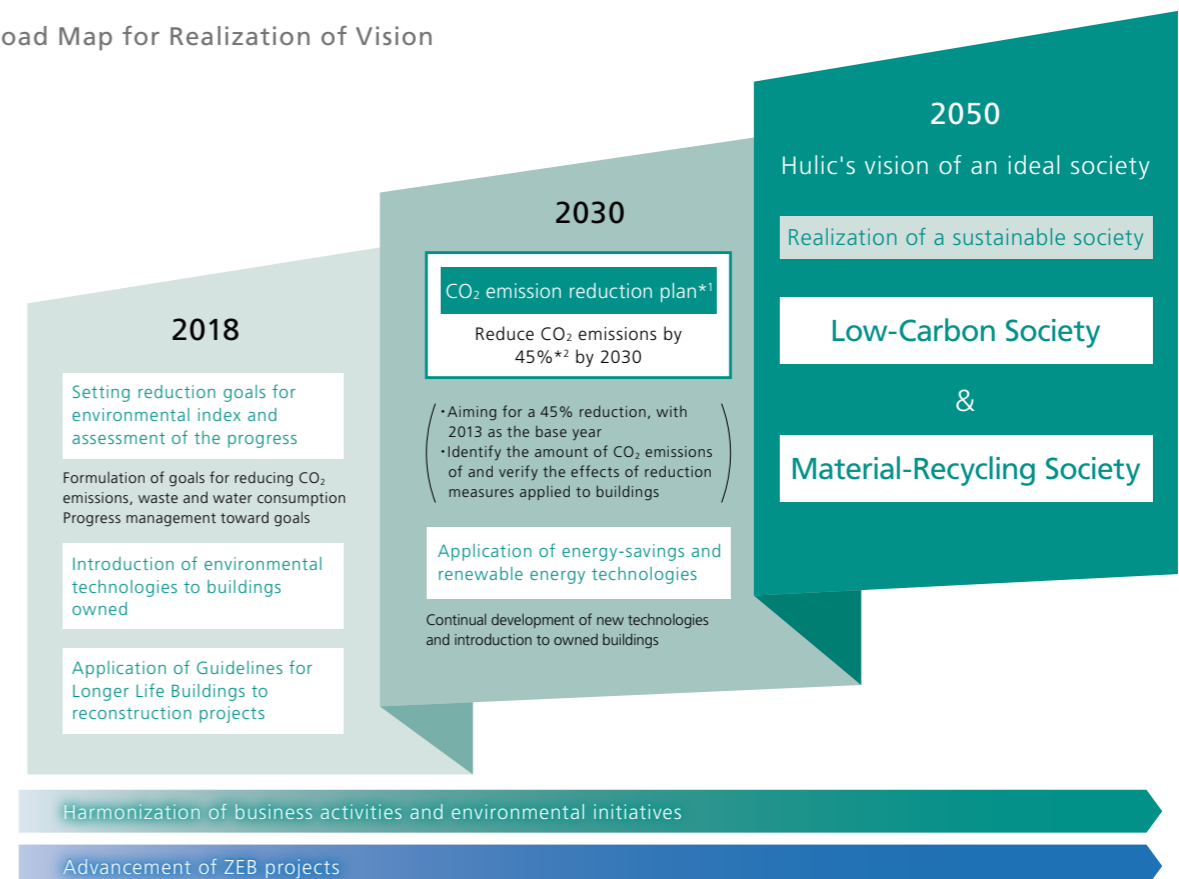 oad Map for Realization of Vision
2018
Setting reduction goals for
environmental index and
assessment of the progress
Formulation of goals for reducing CO₂
emissions, waste and water consumption
Progress management toward goals
Introduction of environmental
technologies to buildings
owned
Application of Guidelines for
Longer Life Buildings to
reconstruction projects
2030
CO₂ emission reduction plan*¹
Reduce CO₂ emissions by
45%*² by 2030
・Aiming for a 45% reduction, with
2013 as the base year
・Identify the amount of CO₂ emissions
of and verify the effects of reduction
measures applied to buildings
Application of energy-savings and
renewable energy technologies
Continual development of new technologies
and introduction to owned buildings
2050
Hulic's vision of an ideal society
Realization of a sustainable society
Low-Carbon Society
&
Material-Recycling Society
Harmonization of business activities and environmental initiatives
Advancement of ZEB projects